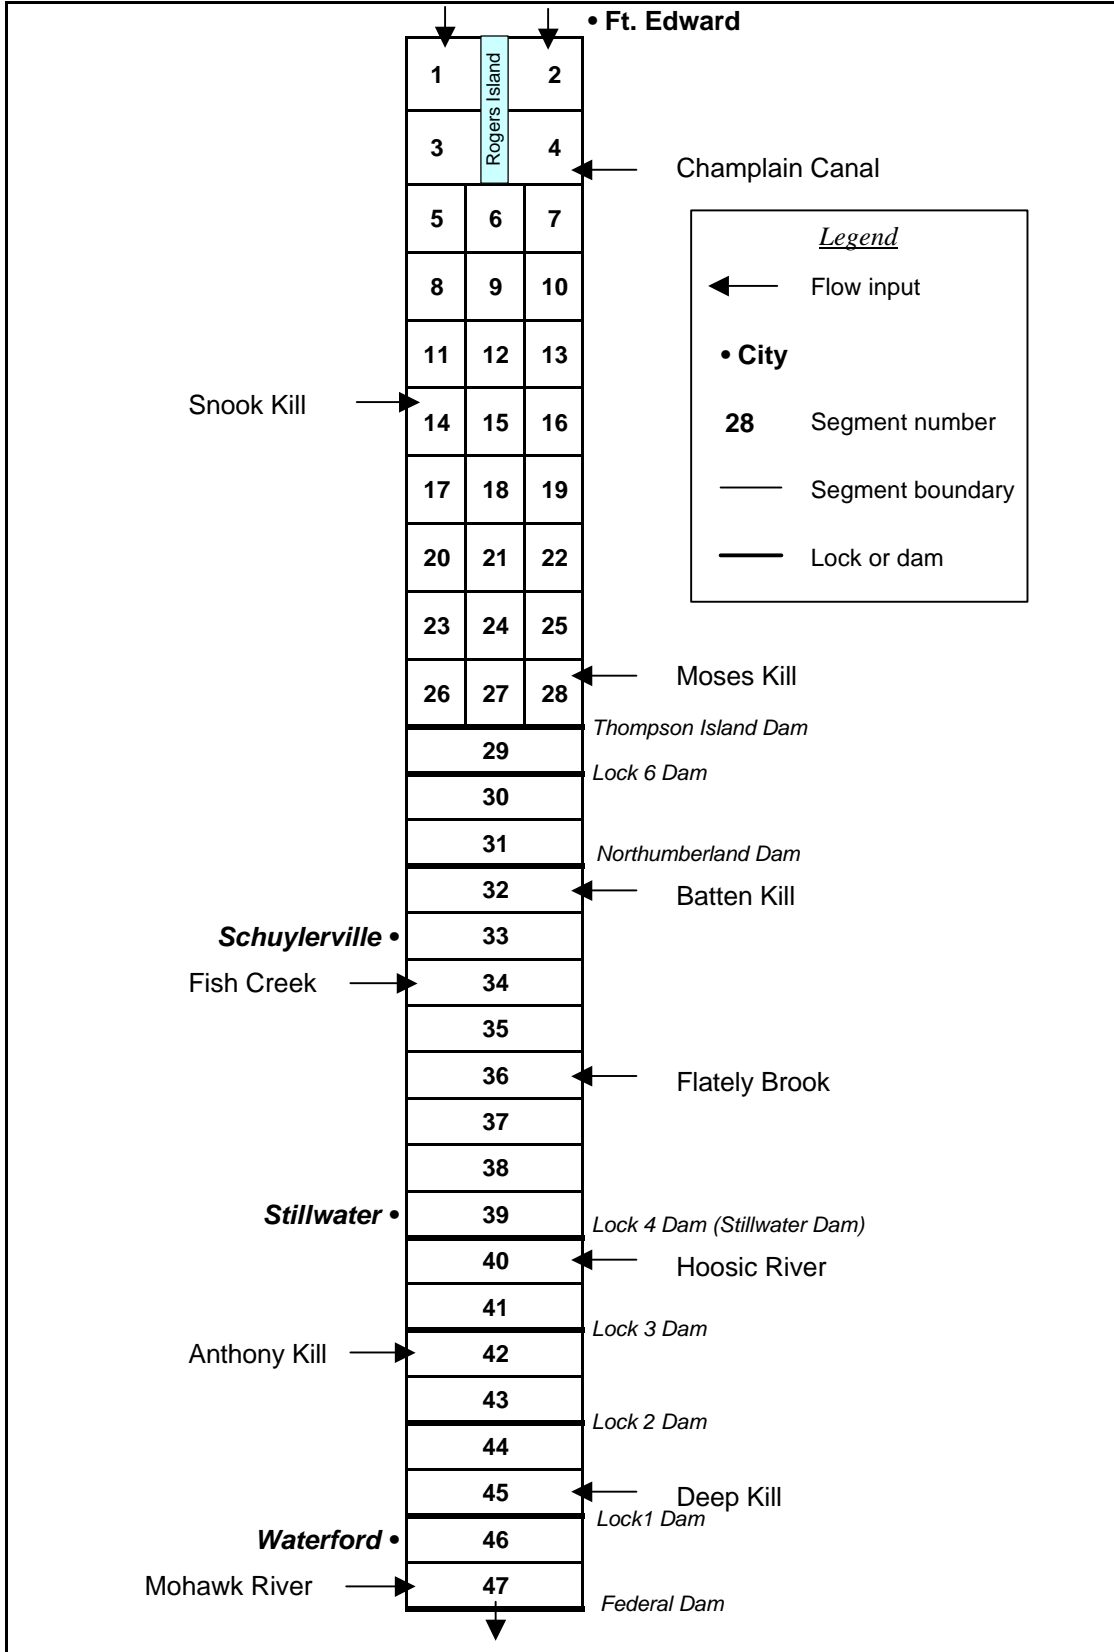 • Ft. Edward
1 2
Rogers Island
3 4
Champlain Canal
5 6 7
8 9 10
11 12 13
Snook Kill
14 15 16
17 18 19
20 21 22
23 24 25
Moses Kill
26 27 28
Thompson Island Dam
29
Lock 6 Dam
30
31
Northumberland Dam
32
Batten Kill
Schuylerville •
33
Fish Creek
34
35
36
Flately Brook
37
38
Stillwater •
39
Lock 4 Dam (Stillwater Dam)
40
Hoosic River
41
Lock 3 Dam
Anthony Kill
42
43
Lock 2 Dam
44
45
Deep Kill
Lock1 Dam
Waterford •
46
Mohawk River
47
Federal Dam
Legend
Flow input
• City
28 Segment number
Segment boundary
Lock or dam